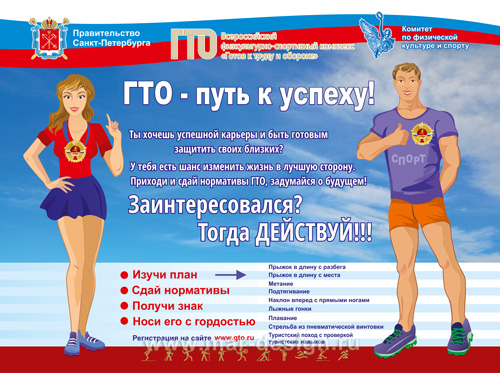 Правительство
Санкт-Петербурга
ГТО
Всероссийский
физкультурно-спортивный комплекс
«Готов к труду и обороне»
Комитет
по физической
культуре и спорту
ГТО - путь к успеху!
Ты хочешь успешной карьеры и быть готовым
защитить своих близких?
У тебя есть шанс изменить жизнь в лучшую сторону.
Приходи и сдай нормативы ГТО, задумайся о будущем!
Заинтересовался?
Тогда ДЕЙСТВУЙ!!!
СПОРТ
Изучи план
Сдай нормативы
Получи знак
Носи его с гордостью
Регистрация на сайте www.gto.ru
Прыжок в длину с разбега
Прыжок в длину с места
Метание
Подтягивание
Наклон вперед с прямыми ногами
Лыжные гонки
Плавание
Стрельба из пневматической винтовки
Туристский поход с проверкой
туристских навыков